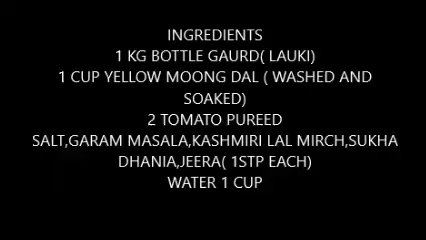 INGREDIENTS
1 KG BOTTLE GAURD( LAUKI)
1 CUP YELLOW MOONG DAL ( WASHED AND
SOAKED)
2 TOMATO PUREED
SALT,GARAM MASALA,KASHMIRI LAL MIRCH,SUKHA
DHANIA,JEERA( 1STP EACH)
WATER 1 CUP